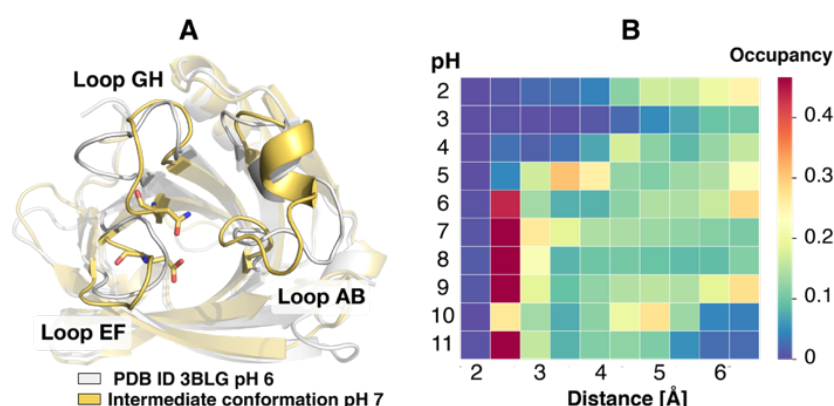 A
B
Loop GH
Loop EF
Loop AB
PDB ID 3BLG pH 6
Intermediate conformation pH 7
pH
Occupancy
2
3
4
5
6
7
8
9
10
11
2 3 4 5 6
Distance [Å]
0.4
0.3
0.2
0.1
0